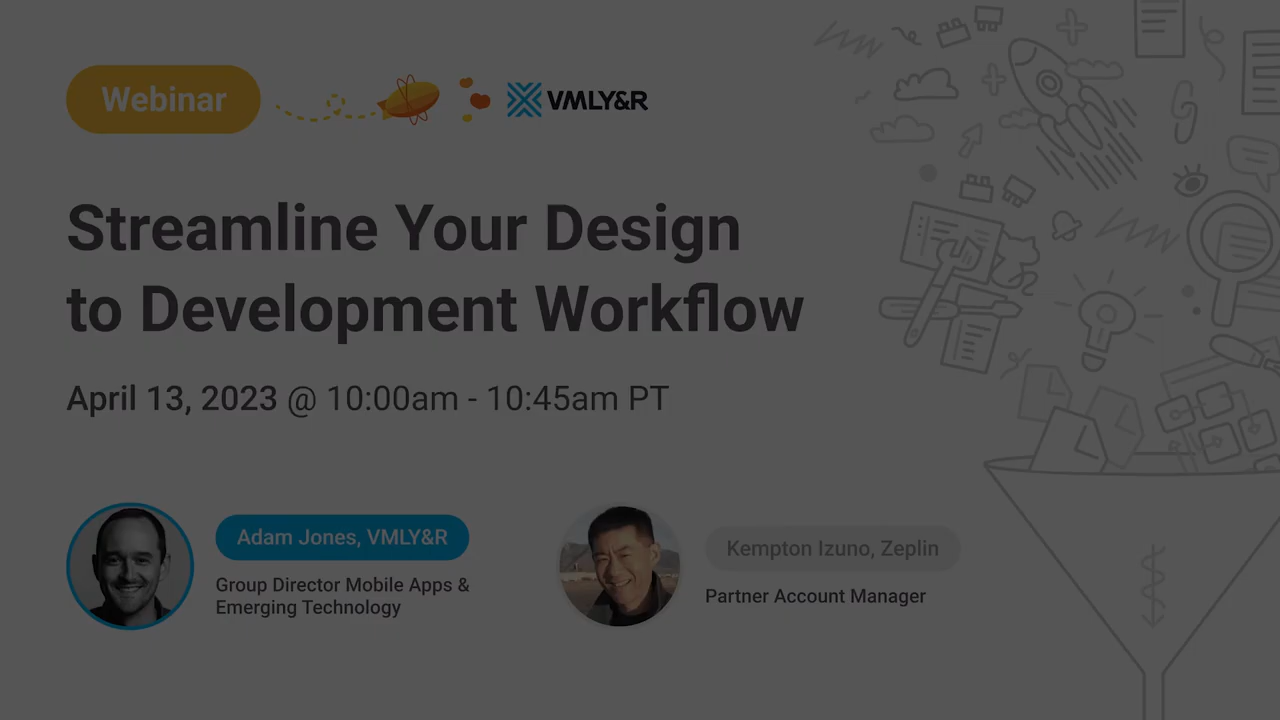 Webinar
VMLY&R
Streamline Your Design
to Development Workflow
April 13, 2023 @ 10:00am - 10:45am PT
Adam Jones, VMLY&R
Group Director Mobile Apps &
Emerging Technology
Kempton Izuno, Zeplin
Partner Account Manager